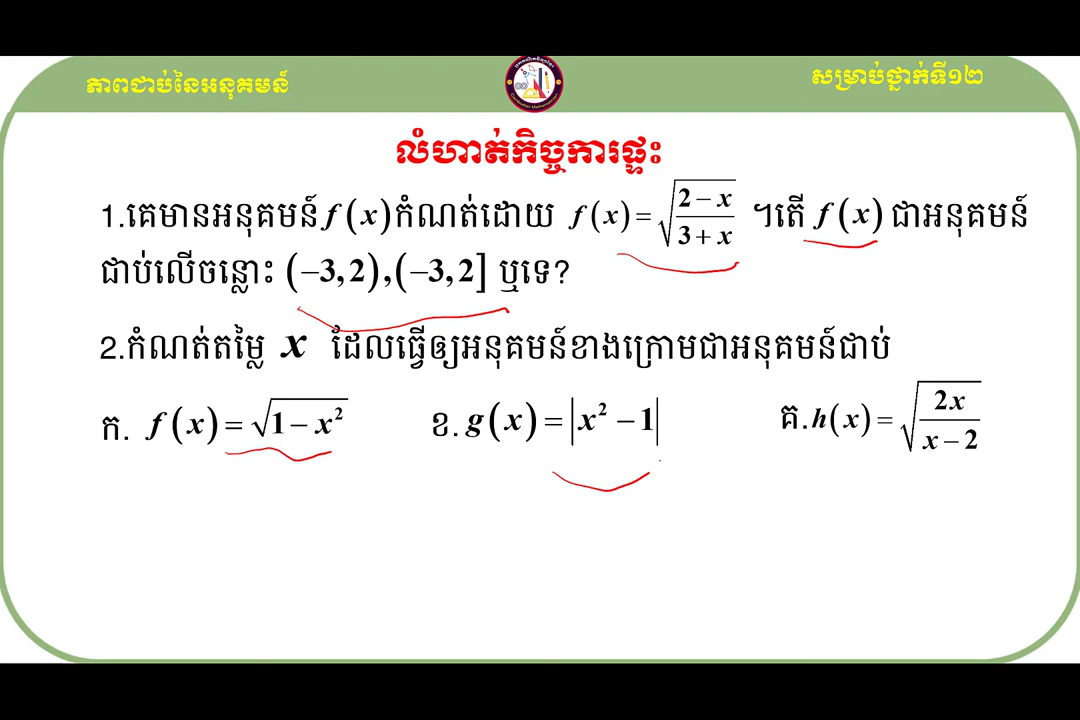 ភាពជាប់នៃអនុគមន៍
សម្រាប់ថ្នាក់ទី១២
លំហាត់កិច្ចការផ្ទះ
1.គេមានអនុគមន៍ f(x) កំណត់ដោយ f(x) = √((2 − x)/(3 + x)) ។តើ f(x) ជាអនុគមន៍
ជាប់លើចន្លោះ (−3,2),(−3,2] ឬទេ?
2.កំណត់តម្លៃ x ដែលធ្វើឲ្យអនុគមន៍ខាងក្រោមជាអនុគមន៍ជាប់
ក. f(x) = √(1 − x²) ខ. g(x) = |x² − 1| គ. h(x) = √(2x/(x − 2))